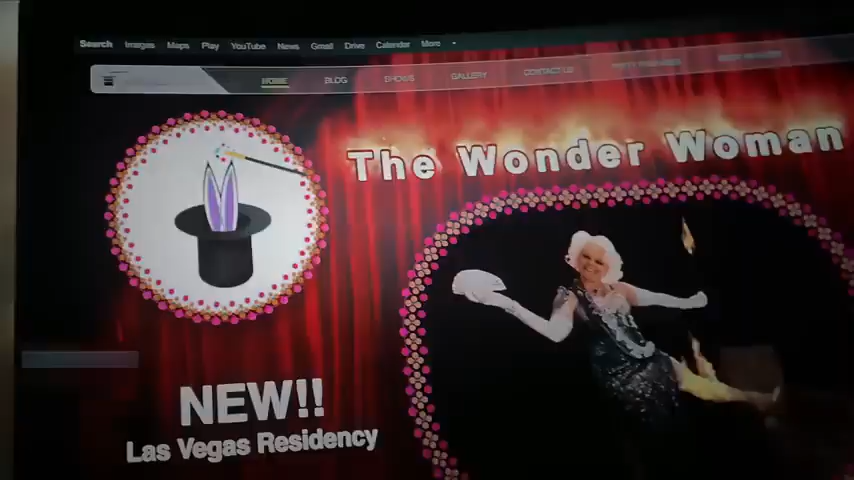 Search Images Maps Play YouTube News Gmail Drive Calendar More
HOME BLOG SHOWS GALLERY CONTACT US
The Wonder Woman
NEW!!
Las Vegas Residency